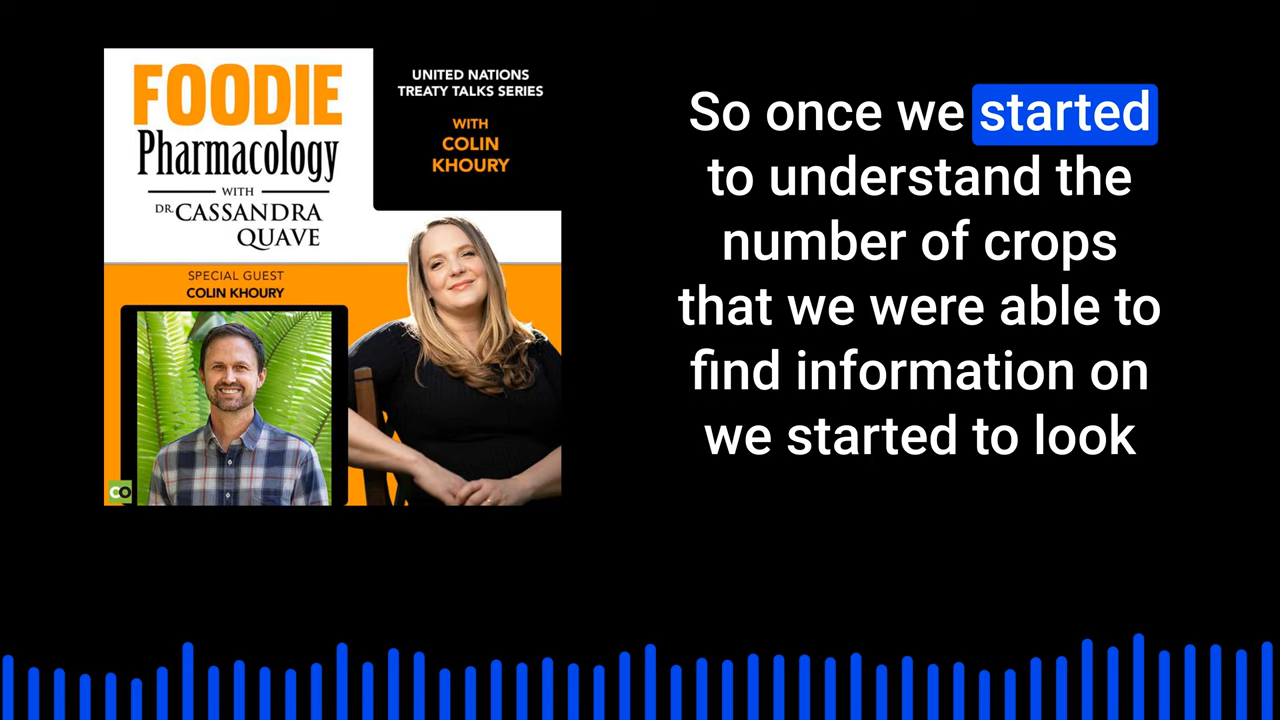 FOODIE
Pharmacology
WITH
DR. CASSANDRA
QUAVE
UNITED NATIONS
TREATY TALKS SERIES
WITH
COLIN
KHOURY
SPECIAL GUEST
COLIN KHOURY
CO
So once we started
to understand the
number of crops
that we were able to
find information on
we started to look